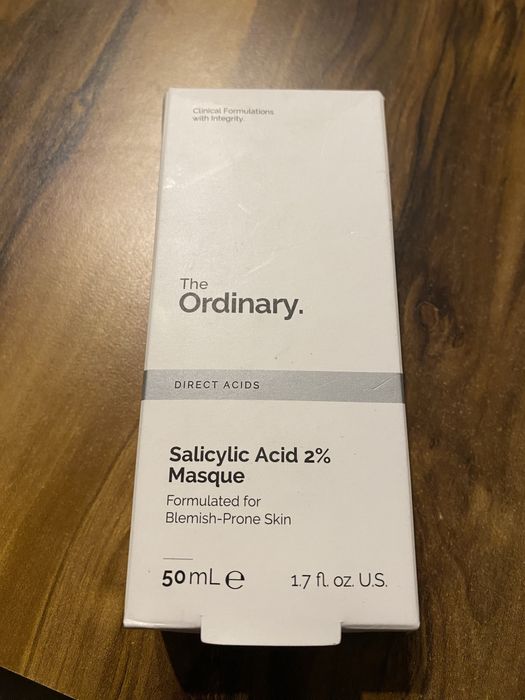 Clinical Formulations
with Integrity.
The
Ordinary.
DIRECT ACIDS
Salicylic Acid 2%
Masque
Formulated for
Blemish-Prone Skin
50 mL ℮ 1.7 fl. oz. U.S.